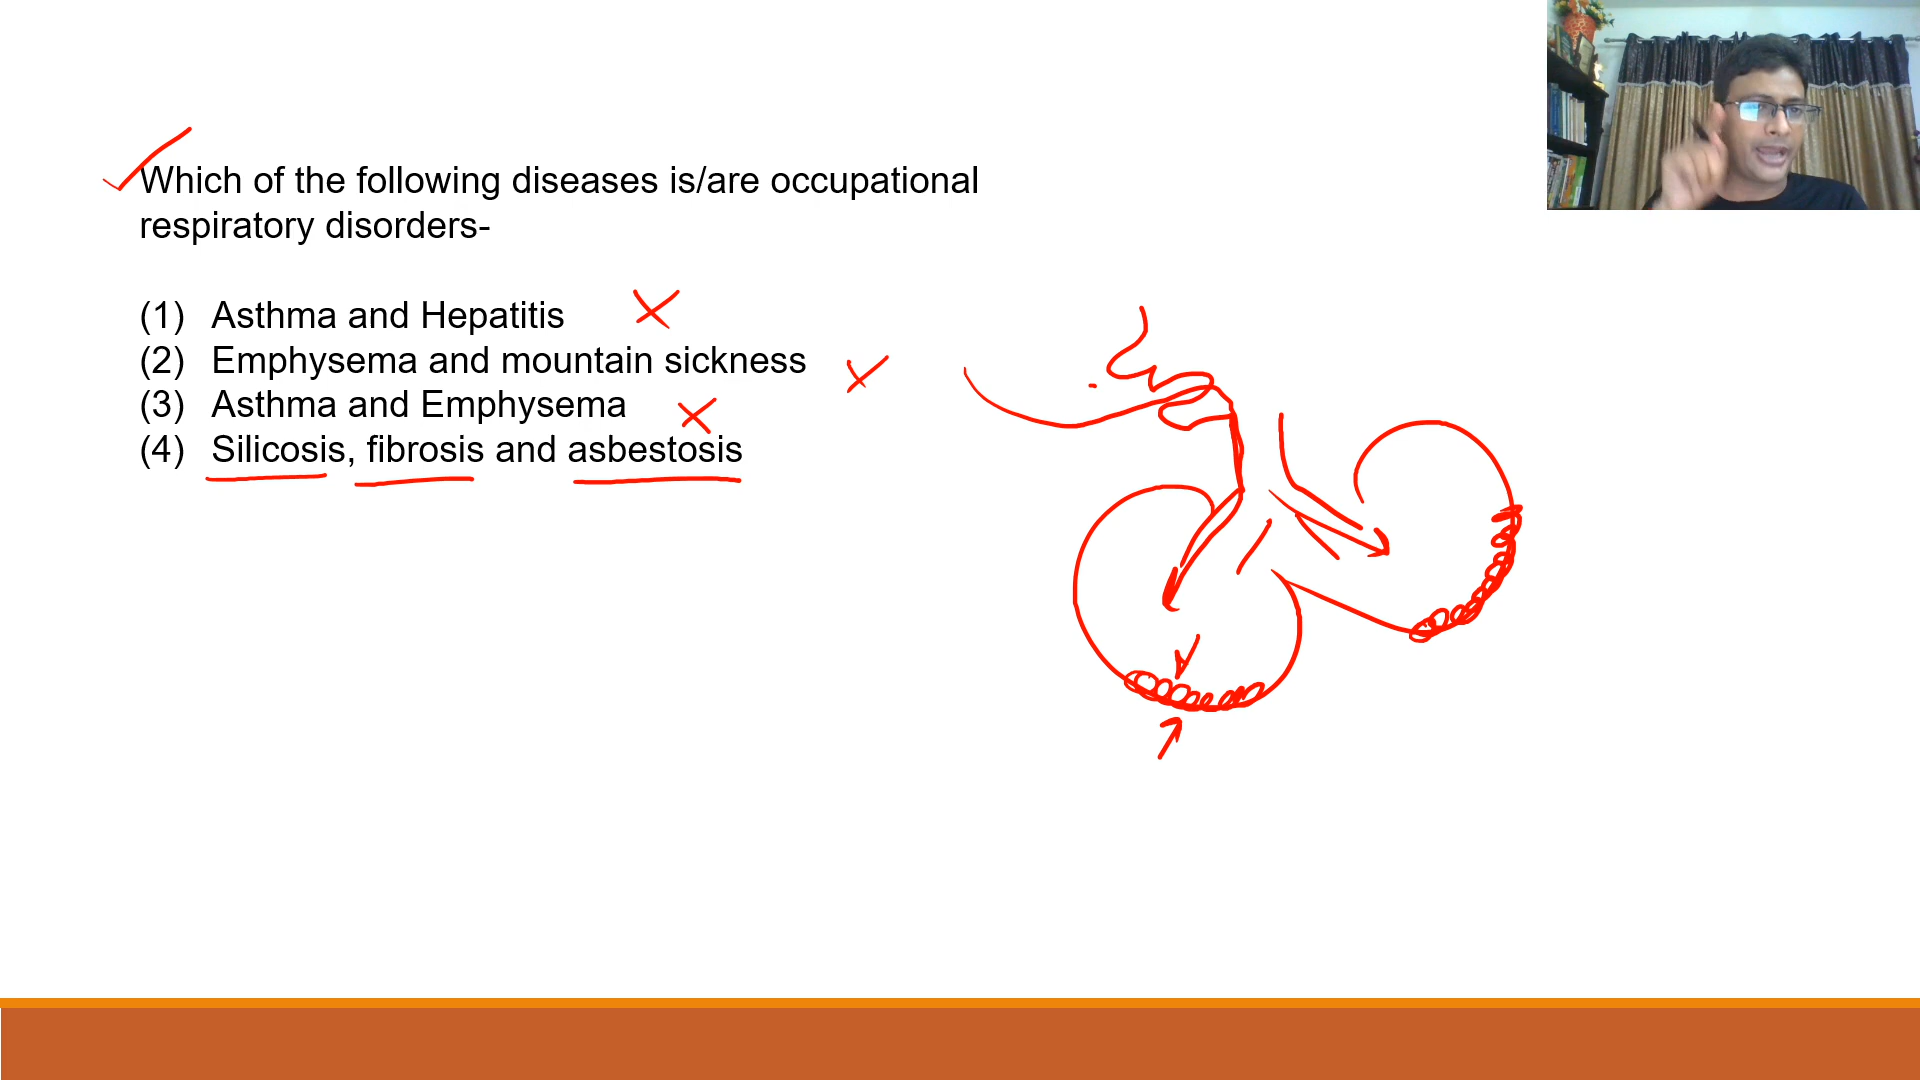 Which of the following diseases is/are occupational
respiratory disorders-
(1) Asthma and Hepatitis
(2) Emphysema and mountain sickness
(3) Asthma and Emphysema
(4) Silicosis, fibrosis and asbestosis